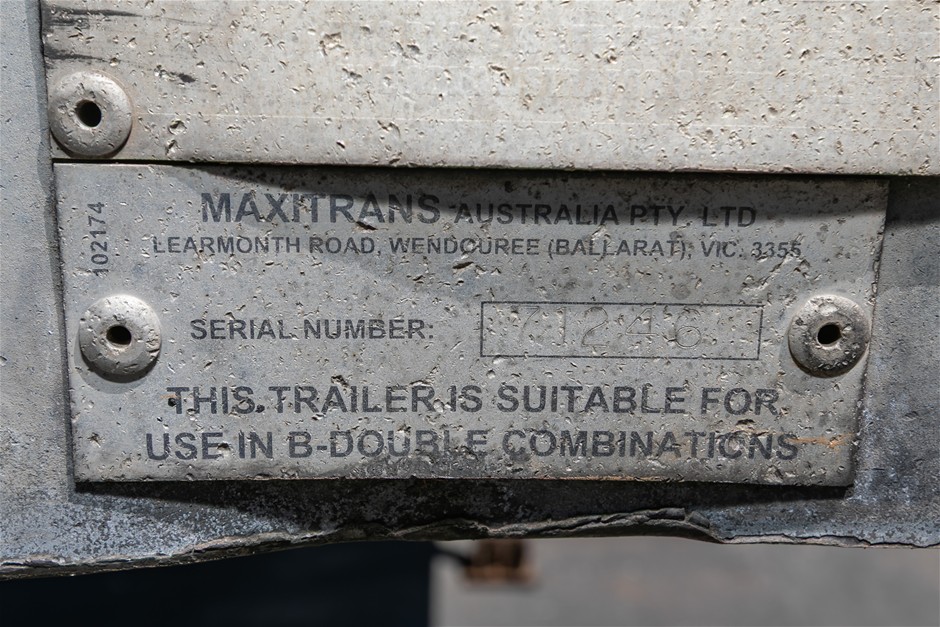 MAXITRANS AUSTRALIA PTY. LTD
LEARMONTH ROAD, WENDOUREE (BALLARAT), VIC. 3355
102174
SERIAL NUMBER: 71248
THIS TRAILER IS SUITABLE FOR
USE IN B-DOUBLE COMBINATIONS